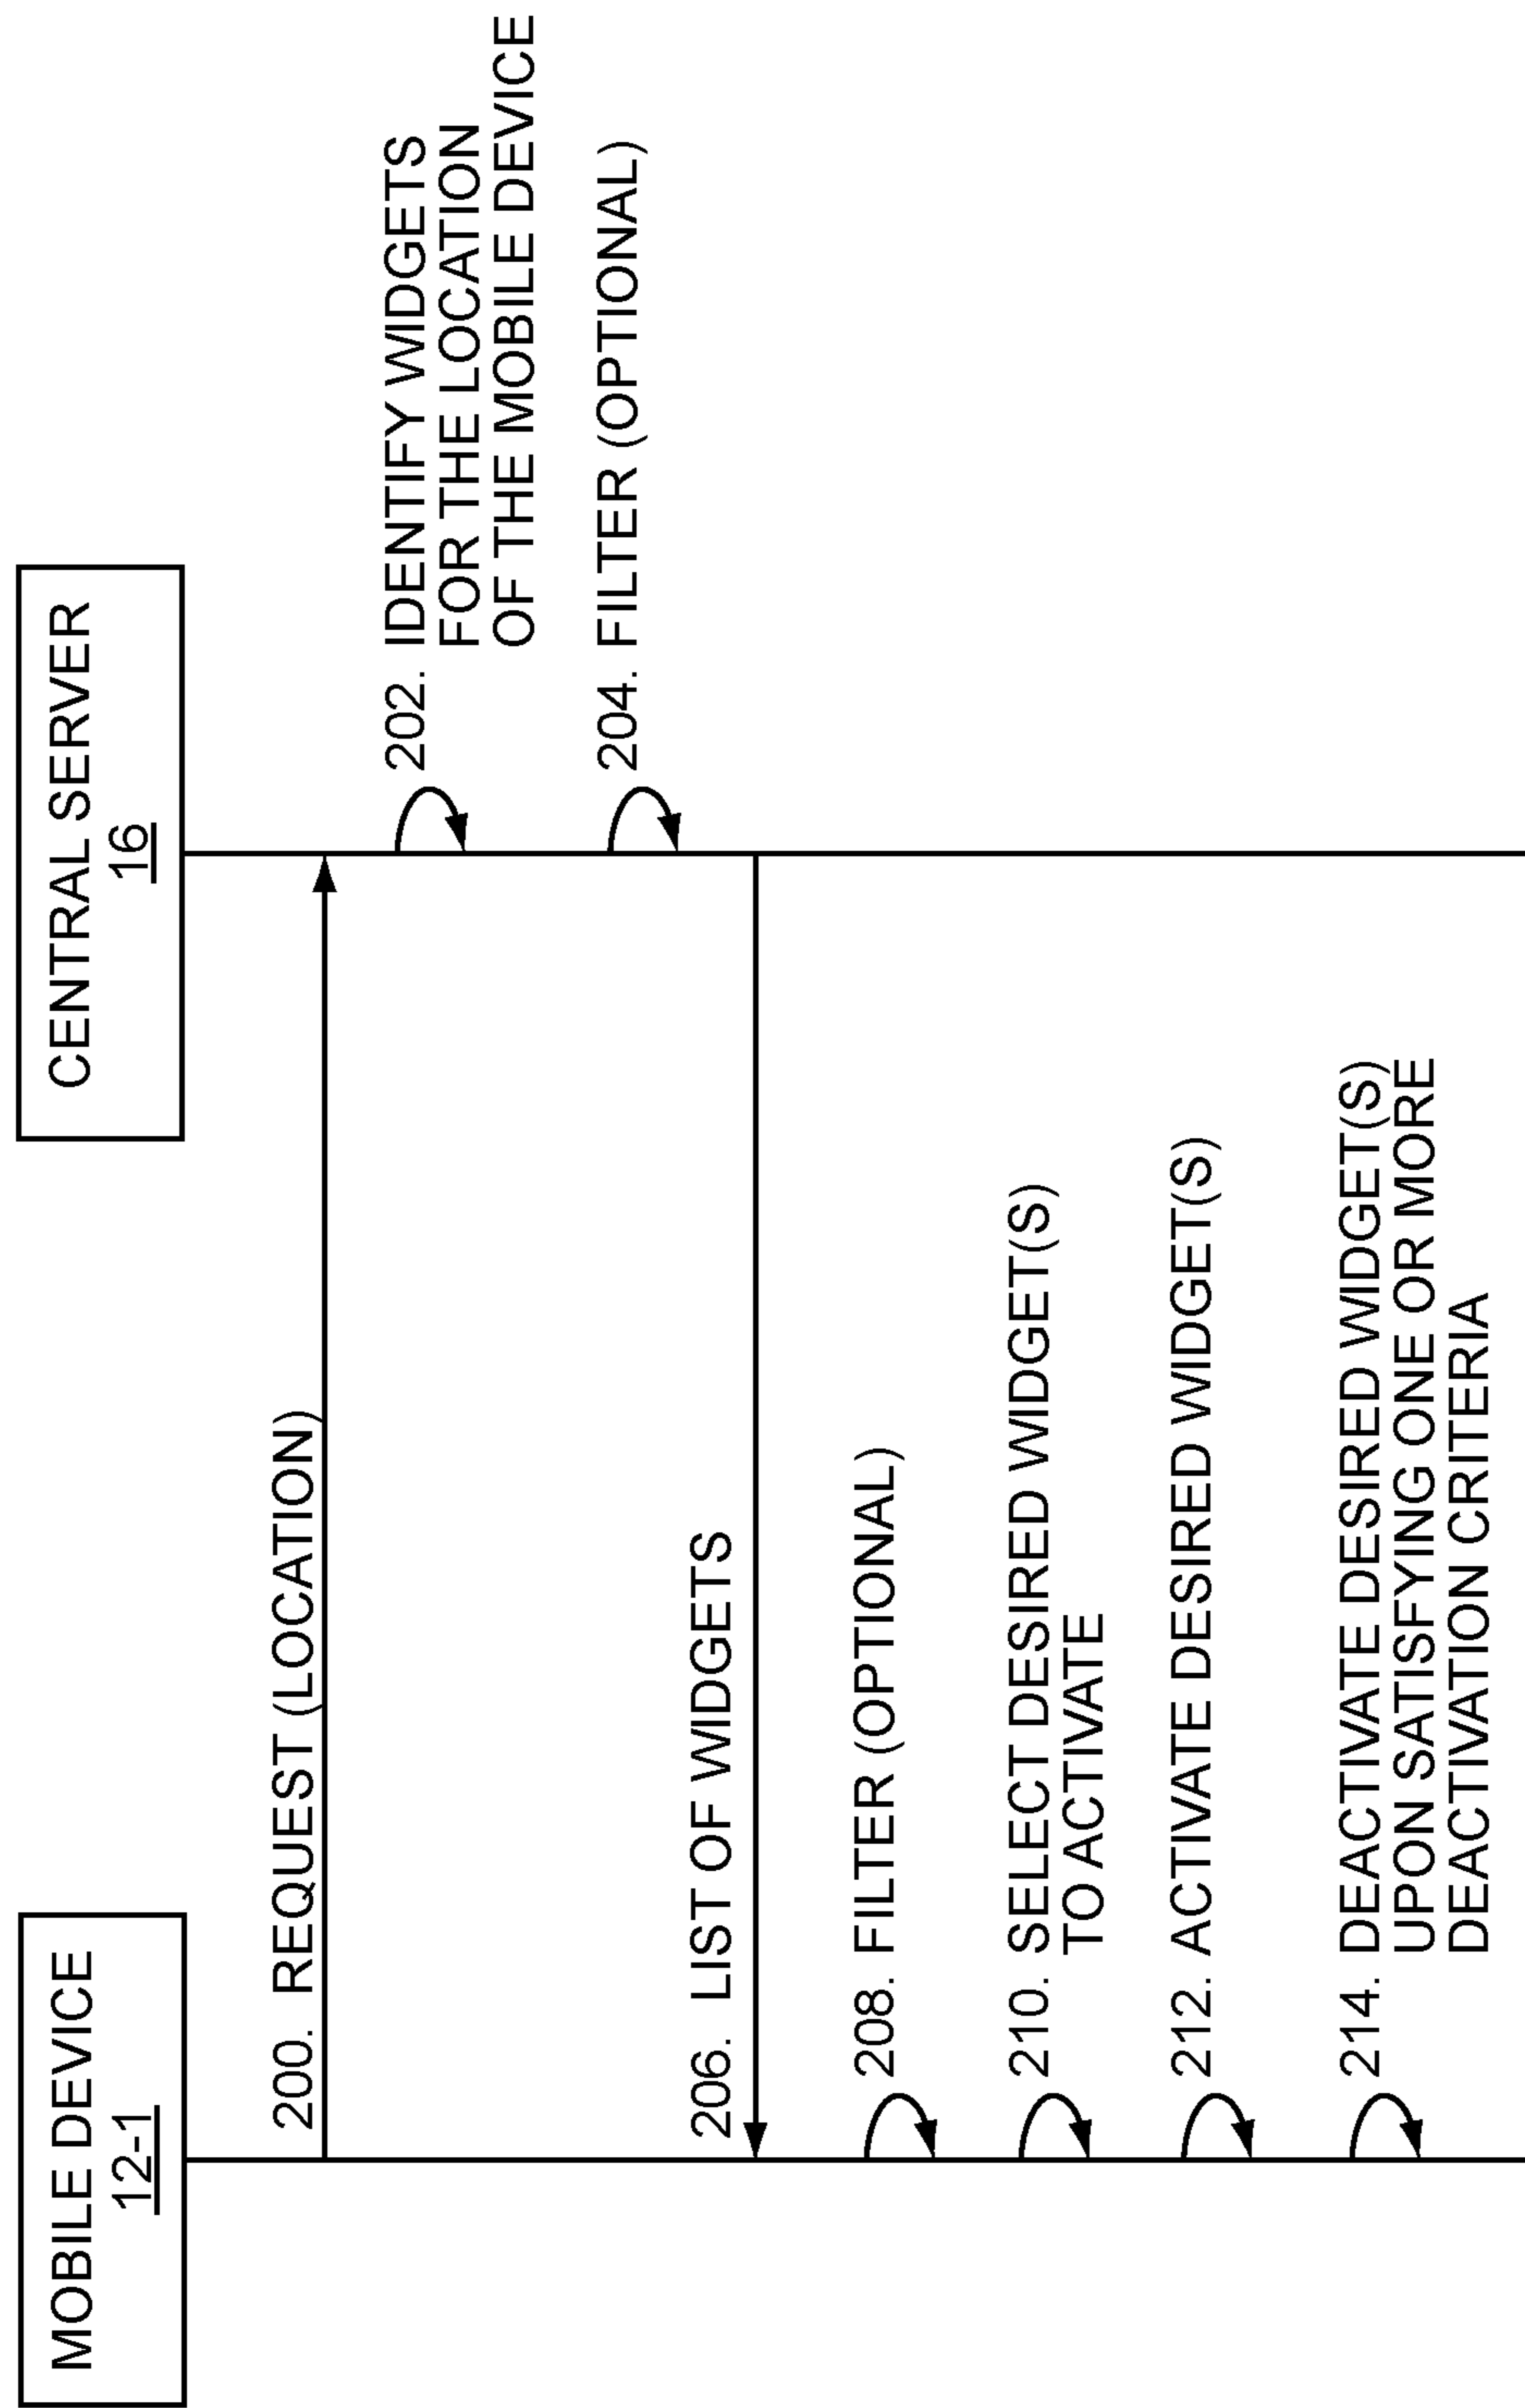 MOBILE DEVICE
12-1
CENTRAL SERVER
16
200. REQUEST (LOCATION)
202. IDENTIFY WIDGETS
FOR THE LOCATION
OF THE MOBILE DEVICE
204. FILTER (OPTIONAL)
206. LIST OF WIDGETS
208. FILTER (OPTIONAL)
210. SELECT DESIRED WIDGET(S)
TO ACTIVATE
212. ACTIVATE DESIRED WIDGET(S)
214. DEACTIVATE DESIRED WIDGET(S)
UPON SATISFYING ONE OR MORE
DEACTIVATION CRITERIA